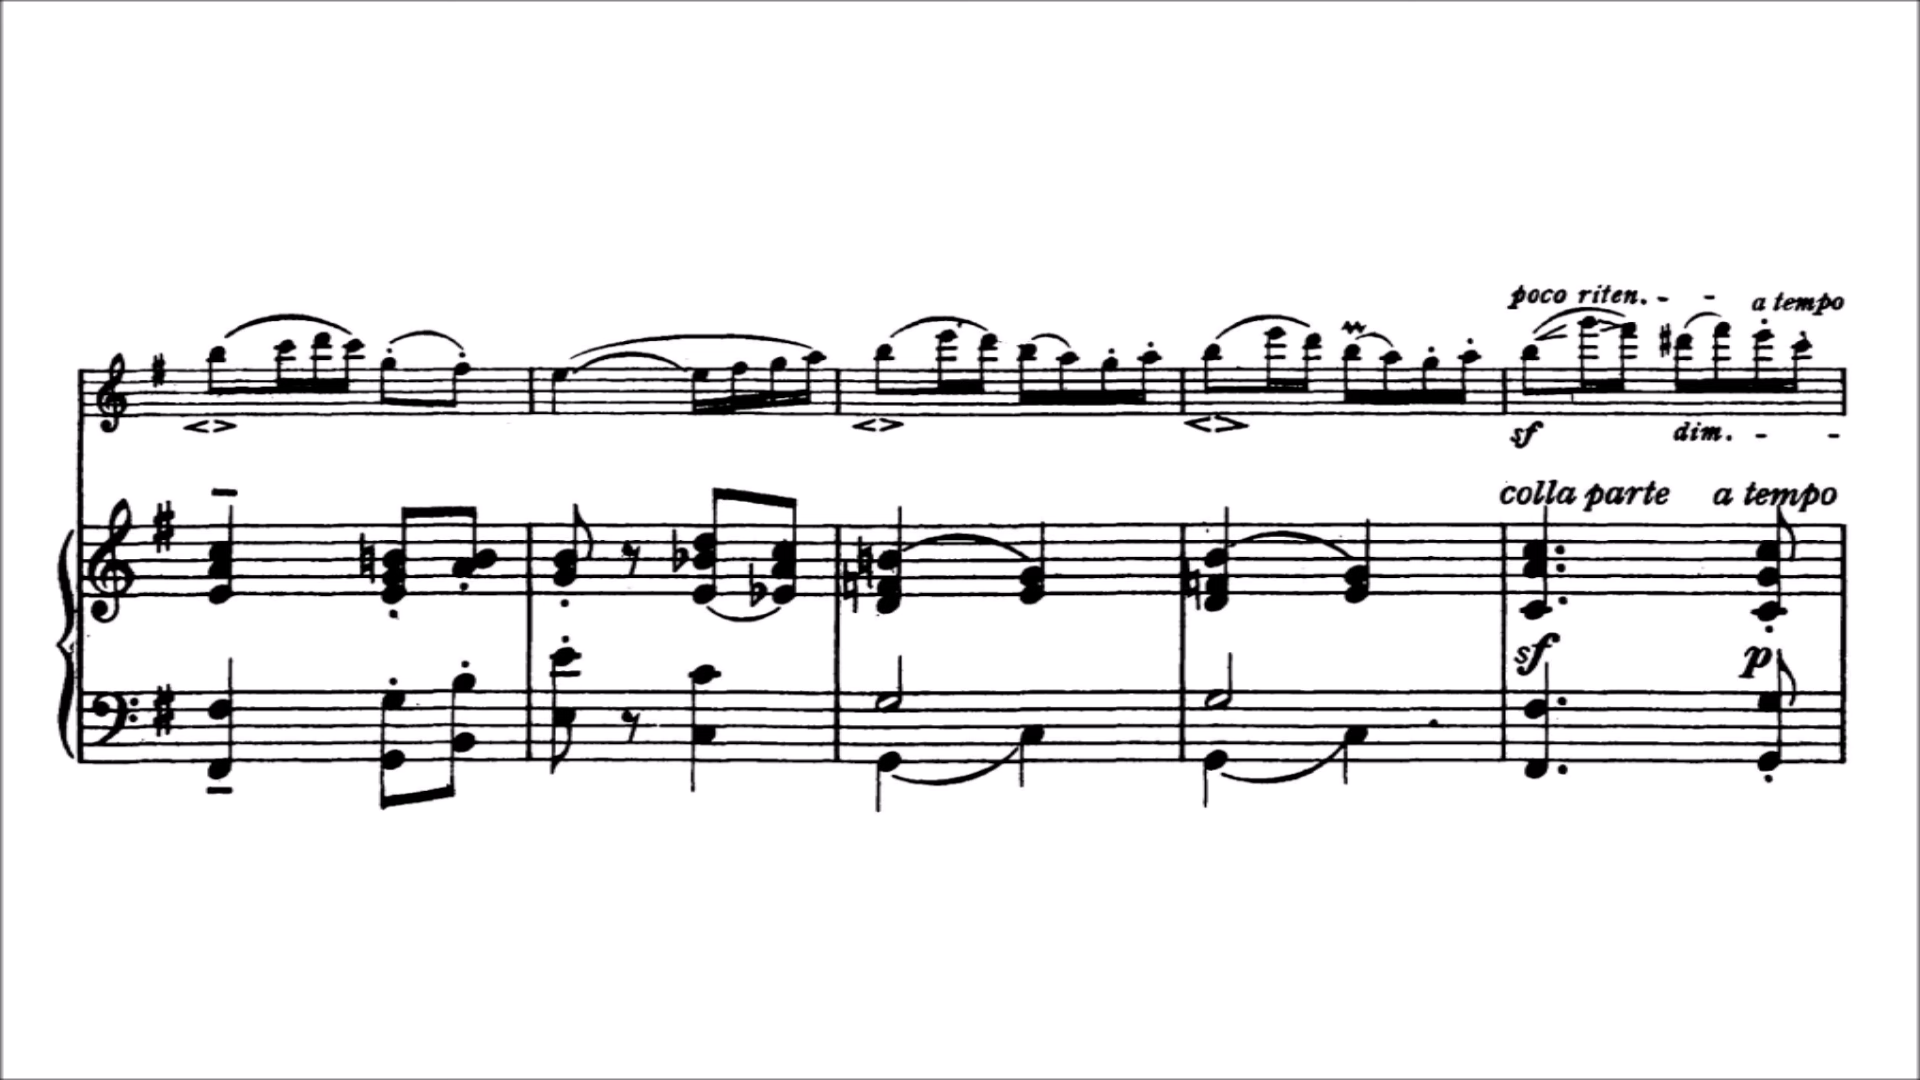 poco riten. - - a tempo
sf dim. - -
colla parte a tempo
sf p